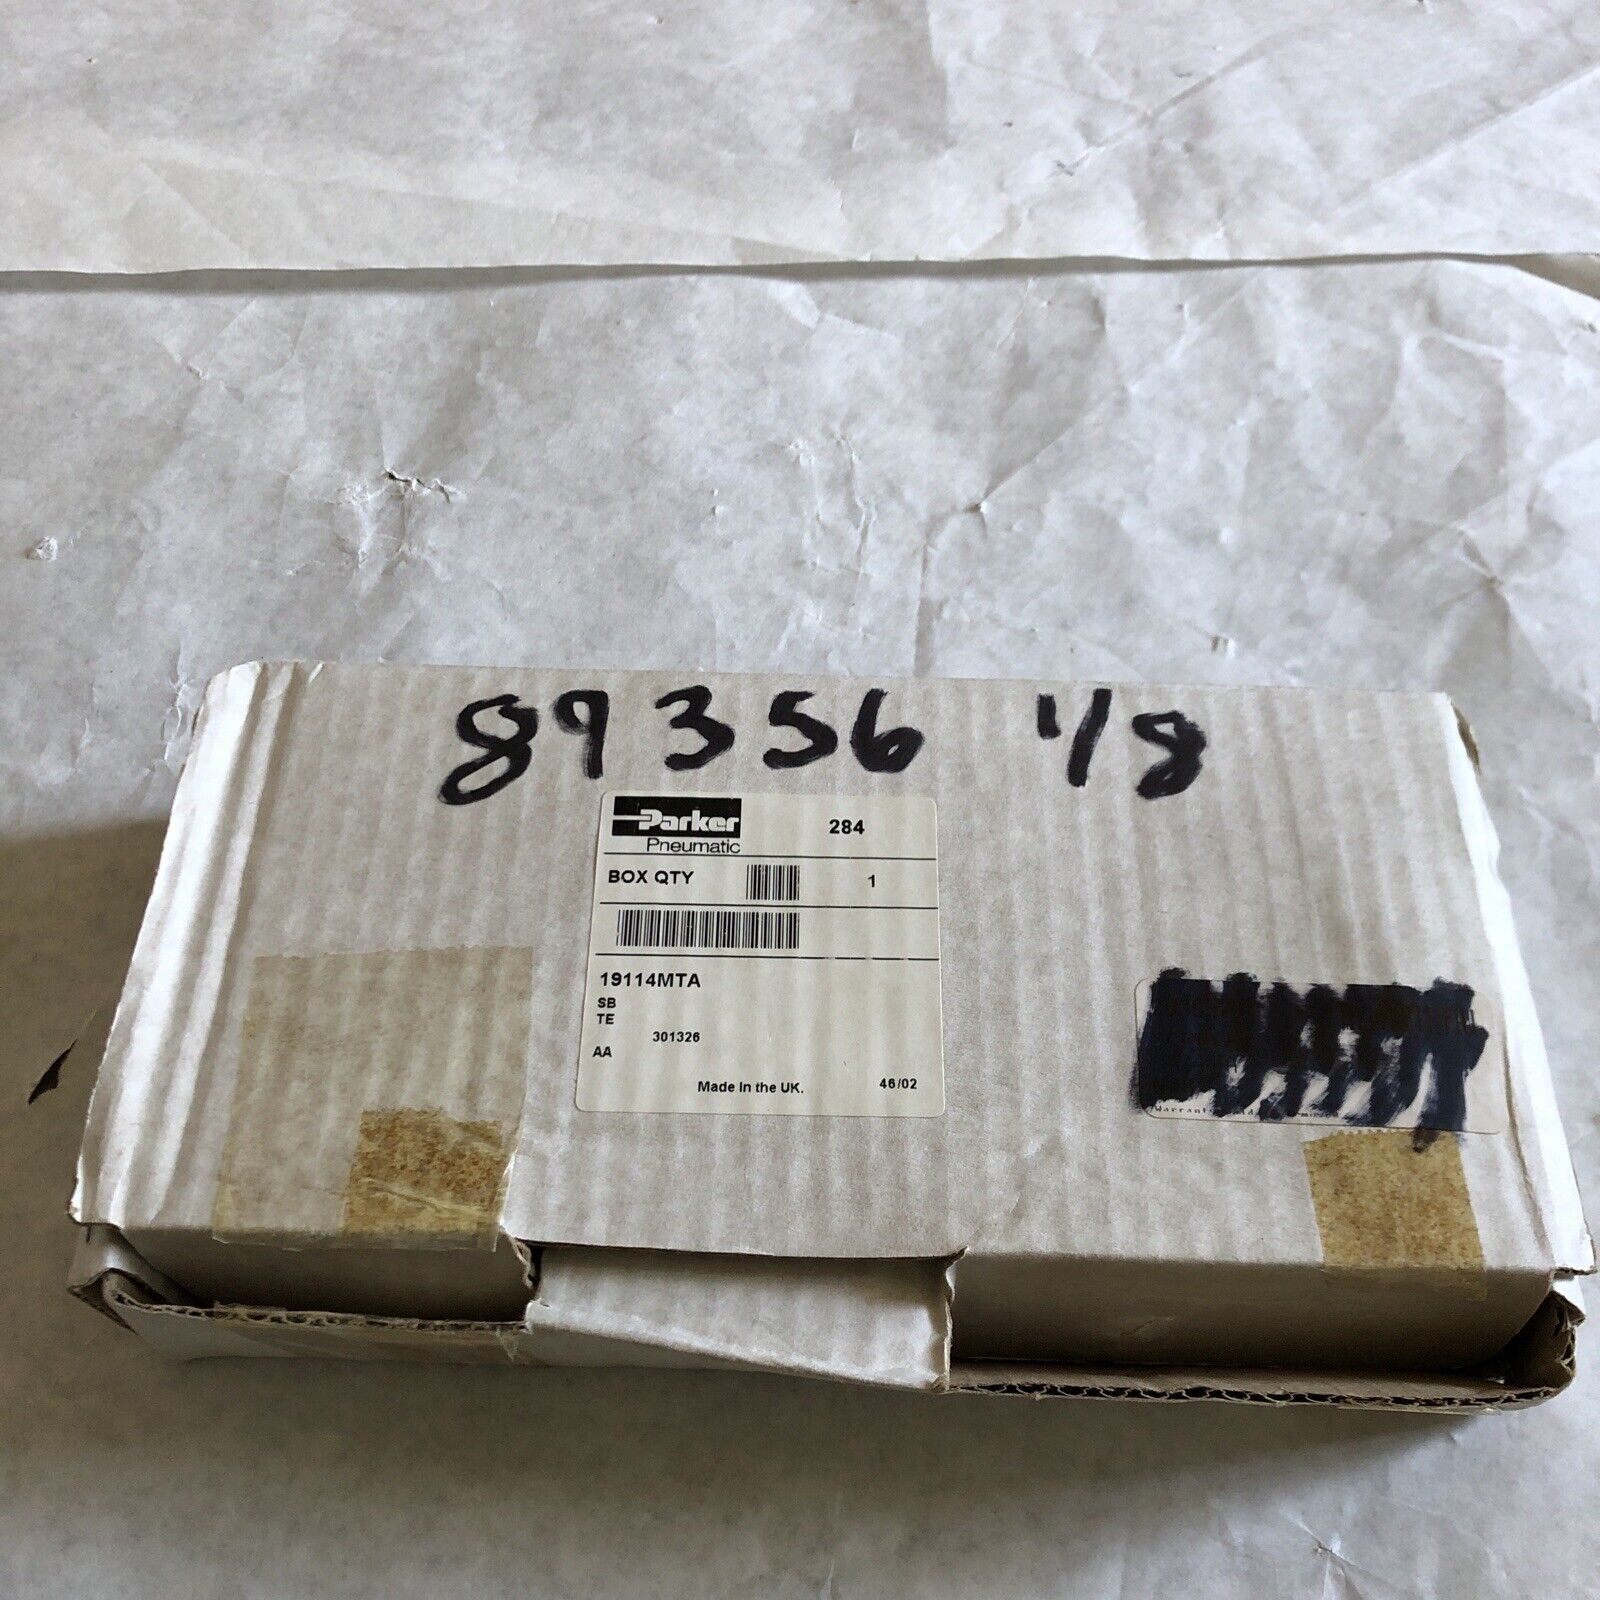 89356 1/8
Parker
Pneumatic
284
BOX QTY 1
19114MTA
SB
TE
301326
AA
Made In the UK. 46/02